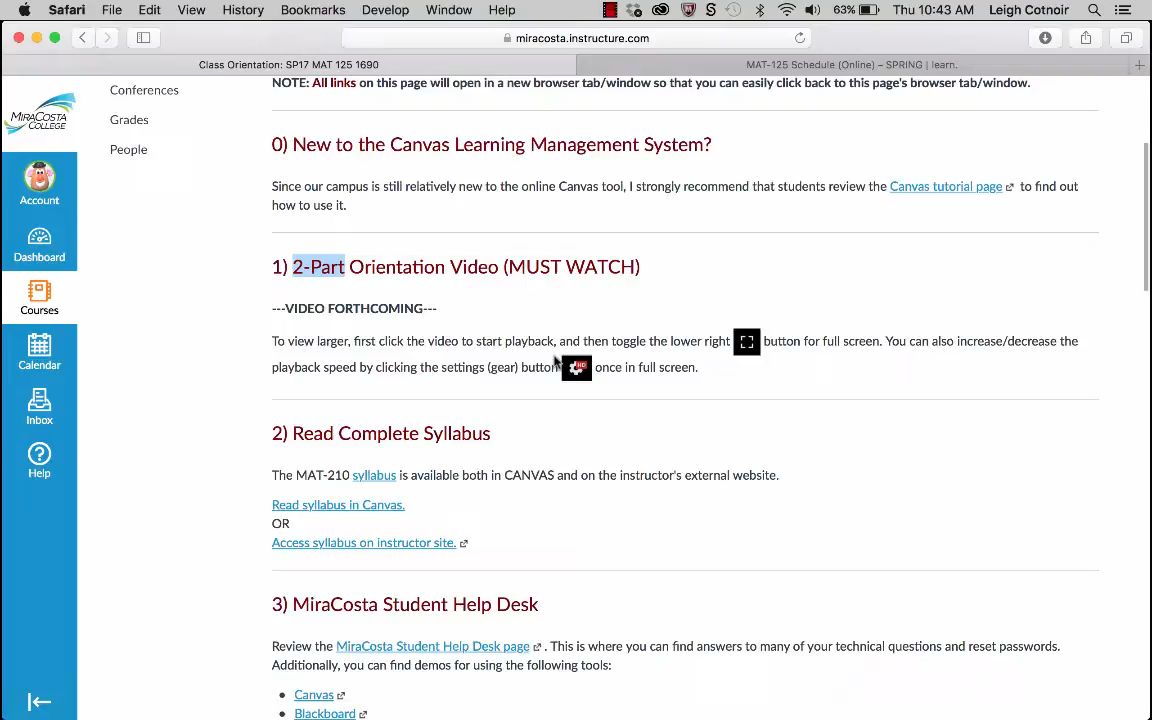 Safari File Edit View History Bookmarks Develop Window Help 63% Thu 10:43 AM Leigh Cotnoir
miracosta.instructure.com
Class Orientation: SP17 MAT 125 1690
MAT-125 Schedule (Online) – SPRING | learn.
MIRACOSTA COLLEGE
Account
Dashboard
Courses
Calendar
Inbox
Help
Conferences
Grades
People
NOTE: All links on this page will open in a new browser tab/window so that you can easily click back to this page's browser tab/window.
0) New to the Canvas Learning Management System?
Since our campus is still relatively new to the online Canvas tool, I strongly recommend that students review the Canvas tutorial page to find out
how to use it.
1) 2-Part Orientation Video (MUST WATCH)
---VIDEO FORTHCOMING---
To view larger, first click the video to start playback, and then toggle the lower right button for full screen. You can also increase/decrease the
playback speed by clicking the settings (gear) button HD once in full screen.
2) Read Complete Syllabus
The MAT-210 syllabus is available both in CANVAS and on the instructor's external website.
Read syllabus in Canvas.
OR
Access syllabus on instructor site.
3) MiraCosta Student Help Desk
Review the MiraCosta Student Help Desk page . This is where you can find answers to many of your technical questions and reset passwords.
Additionally, you can find demos for using the following tools:
• Canvas
• Blackboard